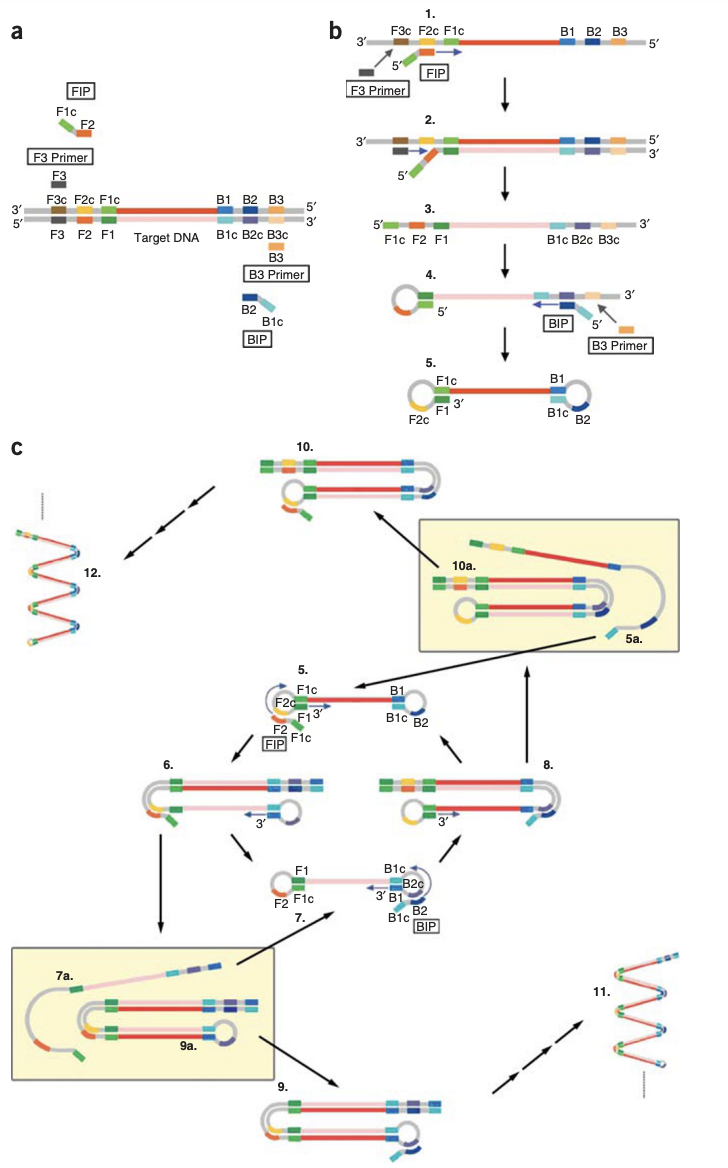 a
FIP
F1c
F2
F3 Primer
F3
F3c F2c F1c B1 B2 B3
3′ 5′
5′ 3′
F3 F2 F1 Target DNA B1c B2c B3c
B3
B3 Primer
B2
B1c
BIP
b
1.
F3c F2c F1c B1 B2 B3
3′ 5′
5′
FIP
F3 Primer
2.
3′ 5′
3′
5′
3.
5′ 3′
F1c F2 F1 B1c B2c B3c
4.
3′
5′
BIP 5′
B3 Primer
5.
F1c B1
F1 3′ B1c
F2c B2
c
10.
12.
10a.
5a.
5.
F1c B1
F2c
F1 3′ B1c B2
F2 F1c
FIP
6.
3′
8.
3′
F1 B1c
B2c
F2 F1c 3′ B1
B1c B2
7.
BIP
7a.
9a.
11.
9.